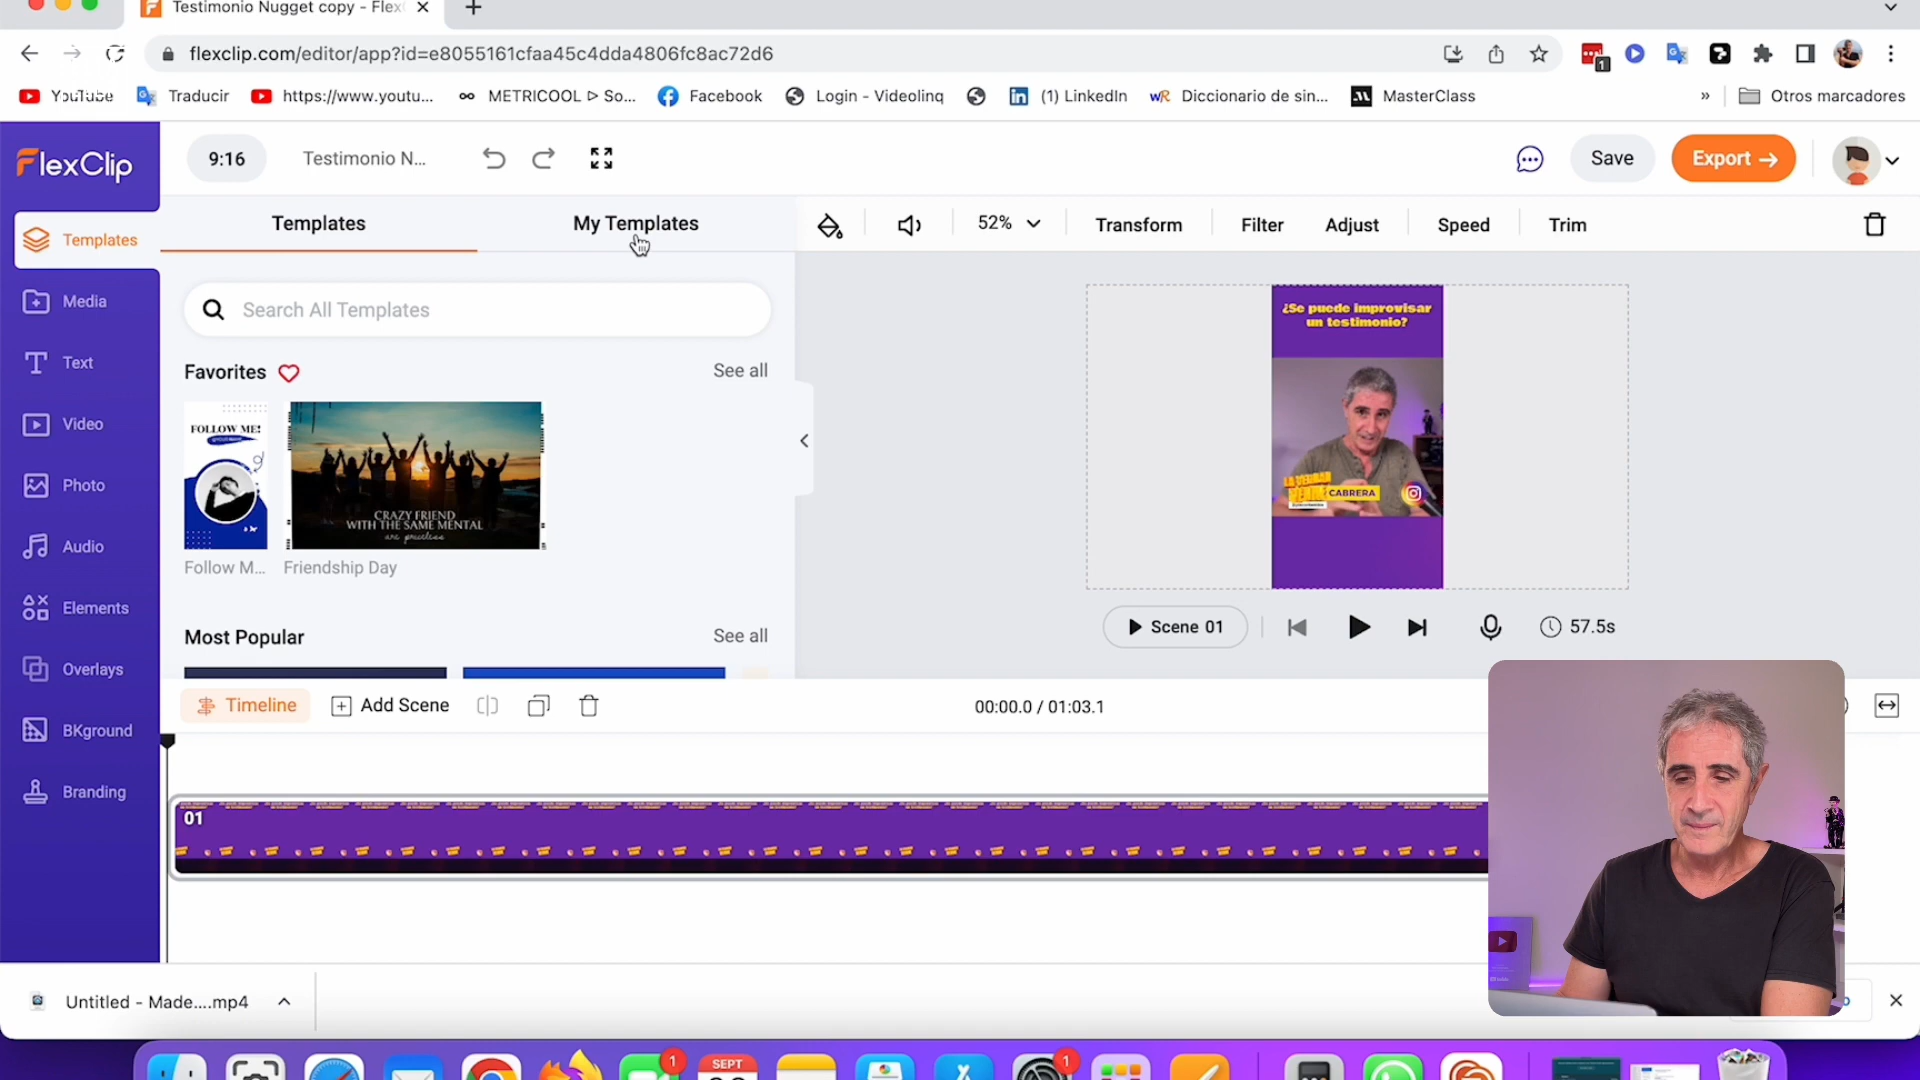 Testimonio Nugget copy - Flex
flexclip.com/editor/app?id=e8055161cfaa45c4dda4806fc8ac72d6
1
YouTube
Traducir
https://www.youtu...
METRICOOL ᐅ So...
Facebook
Login - Videolinq
(1) LinkedIn
Diccionario de sin...
MasterClass
»
Otros marcadores
FlexClip
9:16
Testimonio N...
Save
Export →
Templates
My Templates
52%
Transform
Filter
Adjust
Speed
Trim
Templates
Media
Text
Video
Photo
Audio
Elements
Overlays
BKground
Branding
Search All Templates
Favorites
See all
FOLLOW ME!
CRAZY FRIEND
WITH THE SAME MENTAL
are priceless
Follow M...
Friendship Day
Most Popular
See all
¿Se puede improvisar
un testimonio?
CABRERA
Scene 01
57.5s
Timeline
Add Scene
00:00.0 / 01:03.1
01
Untitled - Made....mp4
1
SEPT
1